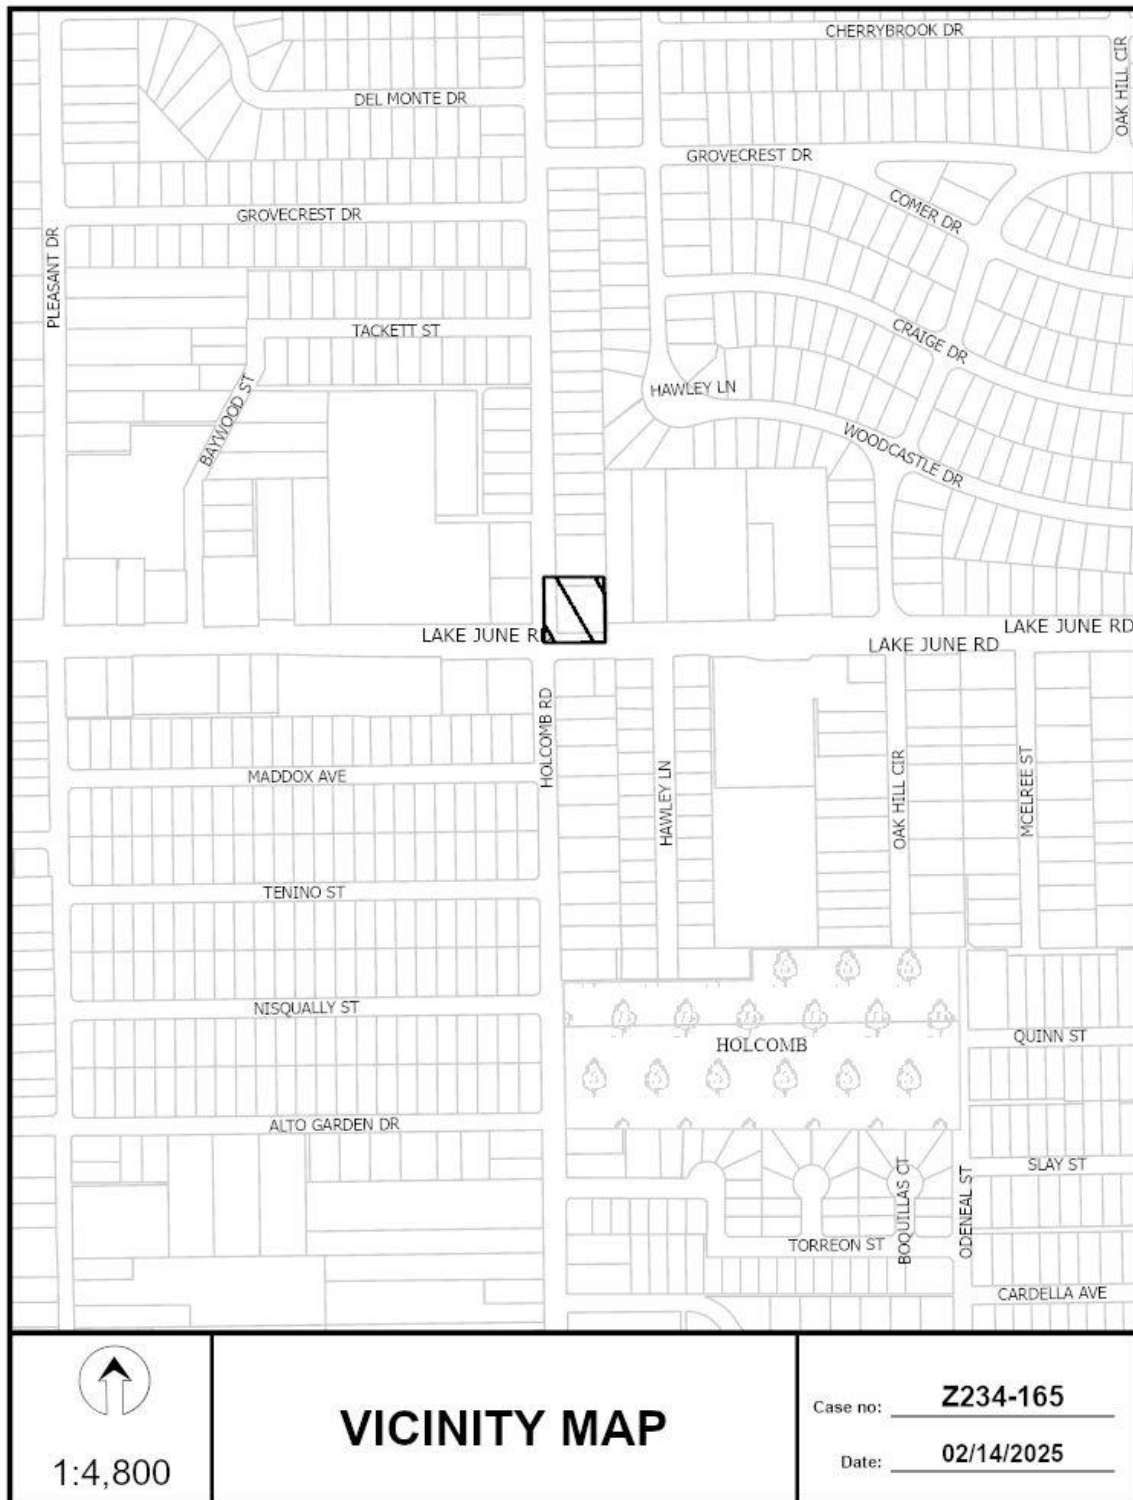 CHERRYBROOK DR
OAK HILL CIR
DEL MONTE DR
GROVECREST DR
COMER DR
GROVECREST DR
PLEASANT DR
TACKETT ST
CRAIGE DR
HAWLEY LN
BAYWOOD ST
WOODCASTLE DR
LAKE JUNE RD
LAKE JUNE RD
LAKE JUNE RD
HOLCOMB RD
MADDOX AVE
HAWLEY LN
OAK HILL CIR
MCELREE ST
TENINO ST
NISQUALLY ST
HOLCOMB
QUINN ST
ALTO GARDEN DR
SLAY ST
BOQUILLAS CT
ODENEAL ST
TORREON ST
CARDELLA AVE
1:4,800
VICINITY MAP
Case no: Z234-165
Date: 02/14/2025